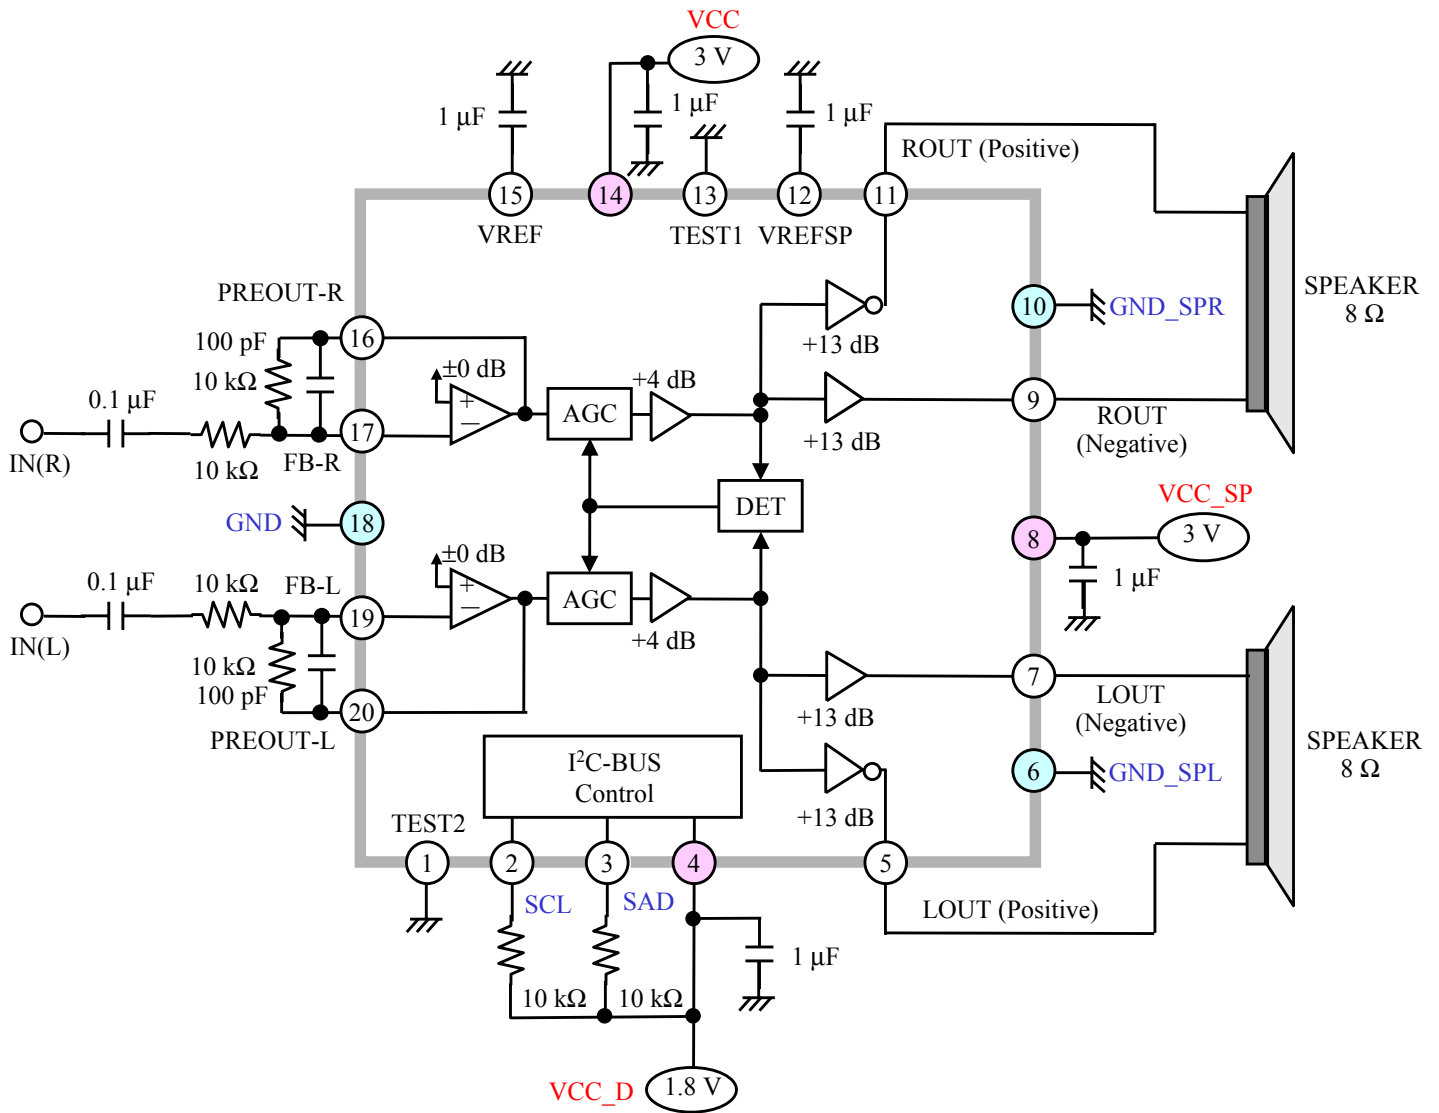 VCC
3 V
1 μF
1 μF
1 μF
ROUT (Positive)
15
14
13
12
11
VREF
TEST1
VREFSP
PREOUT-R
SPEAKER
8 Ω
10
GND_SPR
16
100 pF
+13 dB
±0 dB
10 kΩ
+4 dB
0.1 μF
+
AGC
9
ROUT
(Negative)
17
−
+13 dB
IN(R)
10 kΩ
FB-R
VCC_SP
DET
GND
18
8
3 V
±0 dB
1 μF
0.1 μF
10 kΩ
FB-L
+
AGC
19
−
IN(L)
+4 dB
10 kΩ
100 pF
7
LOUT
(Negative)
20
+13 dB
PREOUT-L
SPEAKER
8 Ω
I²C-BUS
Control
6
GND_SPL
+13 dB
TEST2
1
2
3
4
5
SCL
SAD
LOUT (Positive)
1 μF
10 kΩ
10 kΩ
VCC_D
1.8 V